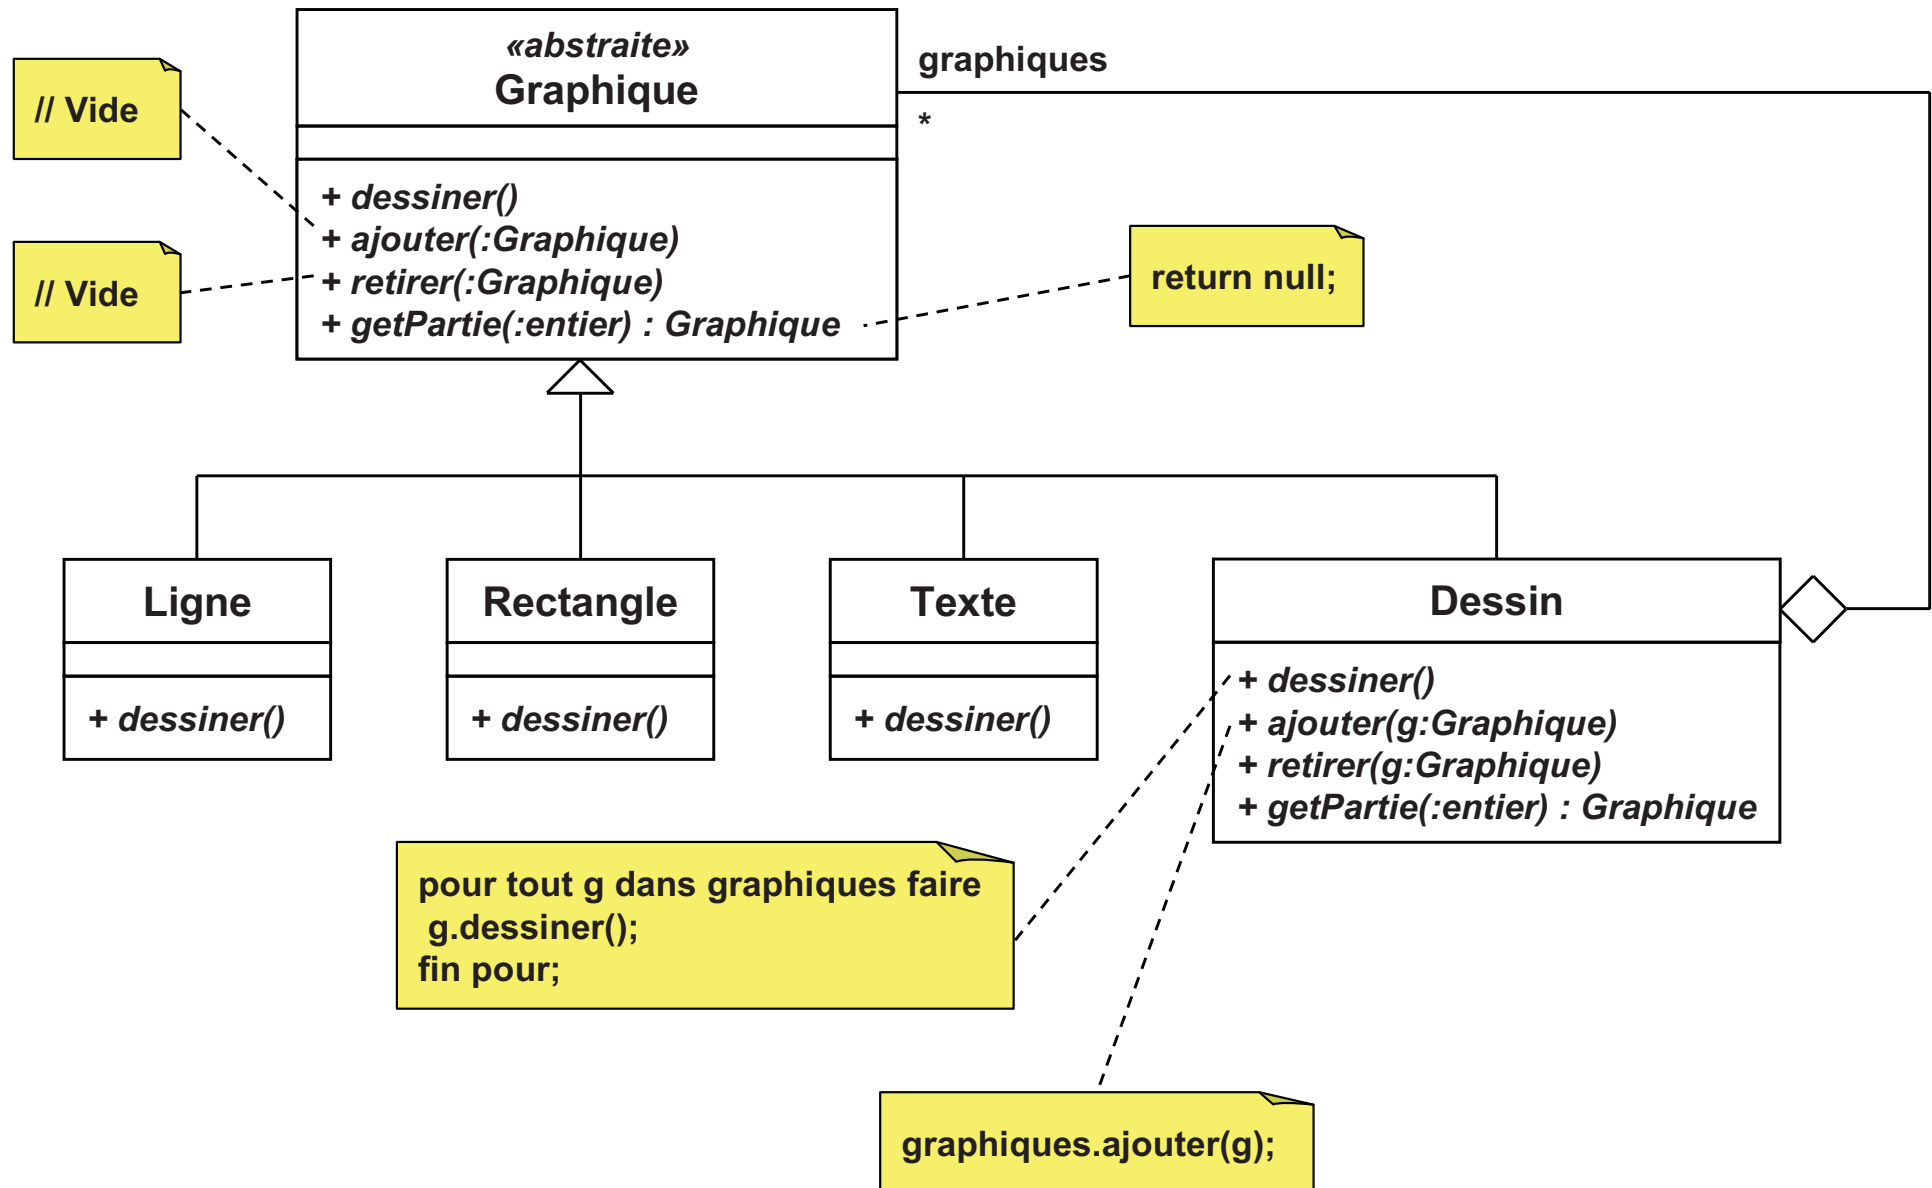 «abstraite»
Graphique
graphiques
*
// Vide
// Vide
+ dessiner()
+ ajouter(:Graphique)
+ retirer(:Graphique)
+ getPartie(:entier) : Graphique
return null;
Ligne
+ dessiner()
Rectangle
+ dessiner()
Texte
+ dessiner()
Dessin
+ dessiner()
+ ajouter(g:Graphique)
+ retirer(g:Graphique)
+ getPartie(:entier) : Graphique
pour tout g dans graphiques faire
g.dessiner();
fin pour;
graphiques.ajouter(g);